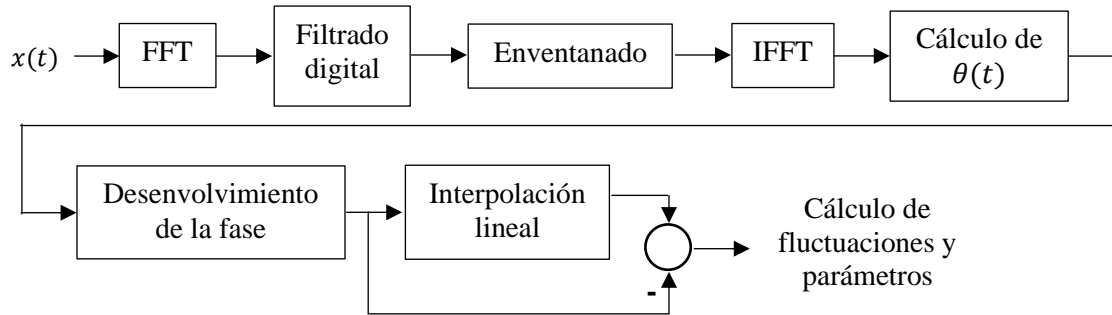 x(t)
FFT
Filtrado
digital
Enventanado
IFFT
Cálculo de
θ(t)
Desenvolvimiento
de la fase
Interpolación
lineal
-
Cálculo de
fluctuaciones y
parámetros